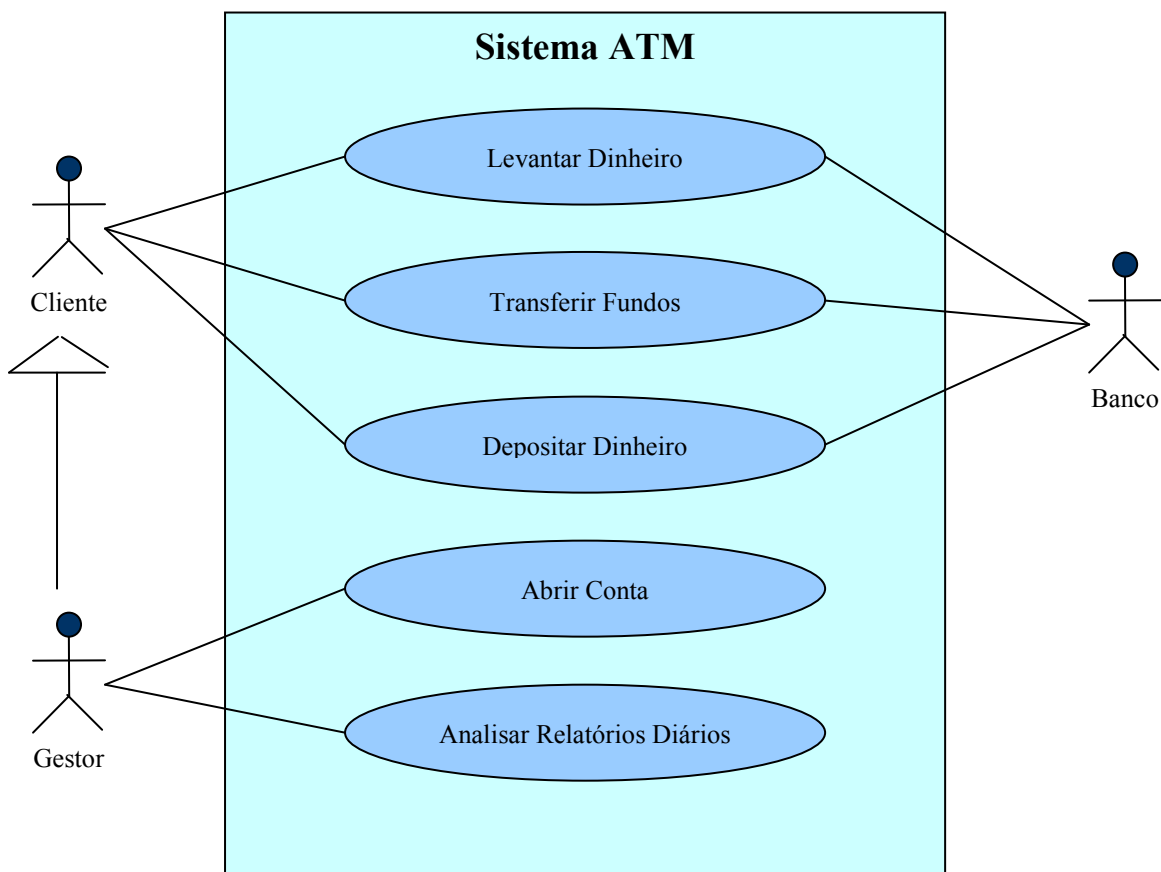 Sistema ATM
Levantar Dinheiro
Cliente
Transferir Fundos
Banco
Depositar Dinheiro
Abrir Conta
Gestor
Analisar Relatórios Diários